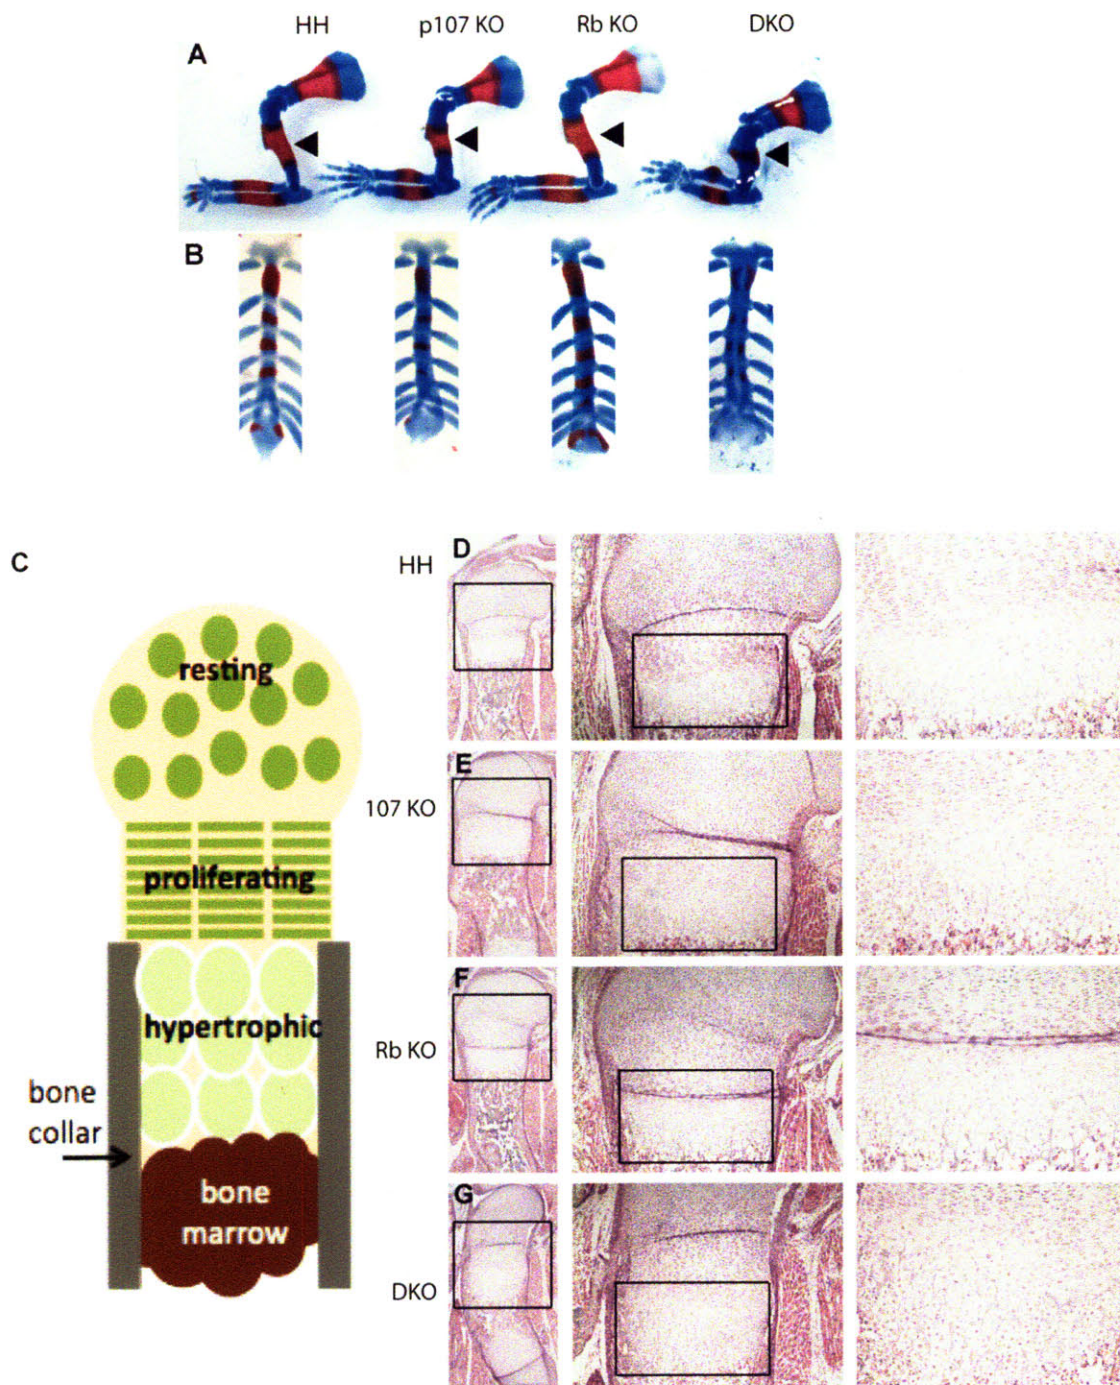 HH p107 KO Rb KO DKO
A
B
C
resting
proliferating
hypertrophic
bone
collar
bone
marrow
HH
D
107 KO
E
Rb KO
F
DKO
G